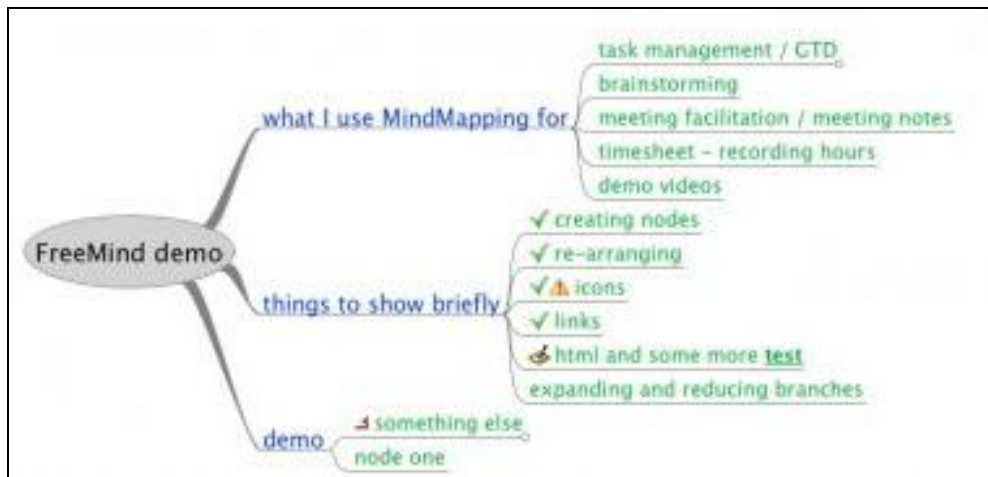 FreeMind demo
what I use MindMapping for
task management / GTD
brainstorming
meeting facilitation / meeting notes
timesheet - recording hours
demo videos
things to show briefly
creating nodes
re-arranging
icons
links
html and some more test
expanding and reducing branches
demo
something else
node one